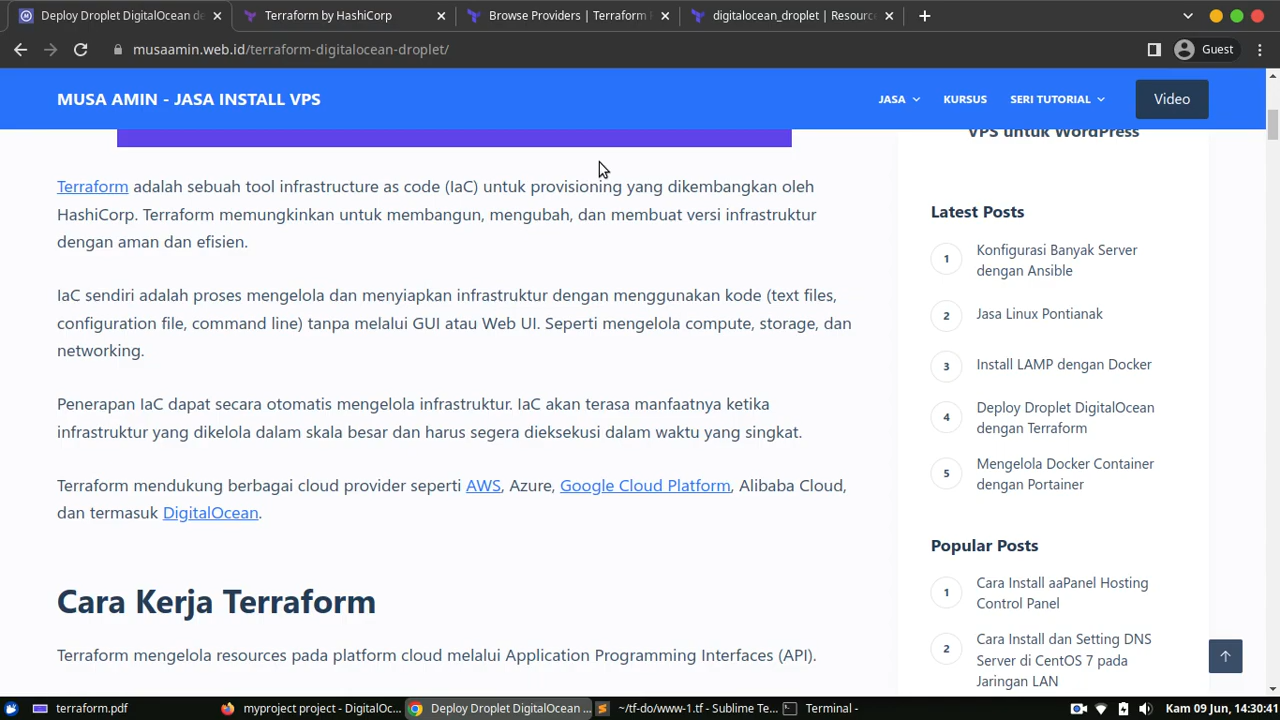 Deploy Droplet DigitalOcean de
Terraform by HashiCorp
Browse Providers | Terraform
digitalocean_droplet | Resourc
musaamin.web.id/terraform-digitalocean-droplet/
Guest
MUSA AMIN - JASA INSTALL VPS
JASA
KURSUS
SERI TUTORIAL
Video
Terraform adalah sebuah tool infrastructure as code (IaC) untuk provisioning yang dikembangkan oleh
HashiCorp. Terraform memungkinkan untuk membangun, mengubah, dan membuat versi infrastruktur
dengan aman dan efisien.
IaC sendiri adalah proses mengelola dan menyiapkan infrastruktur dengan menggunakan kode (text files,
configuration file, command line) tanpa melalui GUI atau Web UI. Seperti mengelola compute, storage, dan
networking.
Penerapan IaC dapat secara otomatis mengelola infrastruktur. IaC akan terasa manfaatnya ketika
infrastruktur yang dikelola dalam skala besar dan harus segera dieksekusi dalam waktu yang singkat.
Terraform mendukung berbagai cloud provider seperti AWS, Azure, Google Cloud Platform, Alibaba Cloud,
dan termasuk DigitalOcean.
Cara Kerja Terraform
Terraform mengelola resources pada platform cloud melalui Application Programming Interfaces (API).
VPS untuk WordPress
Latest Posts
1
Konfigurasi Banyak Server
dengan Ansible
2
Jasa Linux Pontianak
3
Install LAMP dengan Docker
4
Deploy Droplet DigitalOcean
dengan Terraform
5
Mengelola Docker Container
dengan Portainer
Popular Posts
1
Cara Install aaPanel Hosting
Control Panel
2
Cara Install dan Setting DNS
Server di CentOS 7 pada
Jaringan LAN
terraform.pdf
myproject project - DigitalOc...
Deploy Droplet DigitalOcean ...
~/tf-do/www-1.tf - Sublime Te...
Terminal -
Kam 09 Jun, 14:30:41